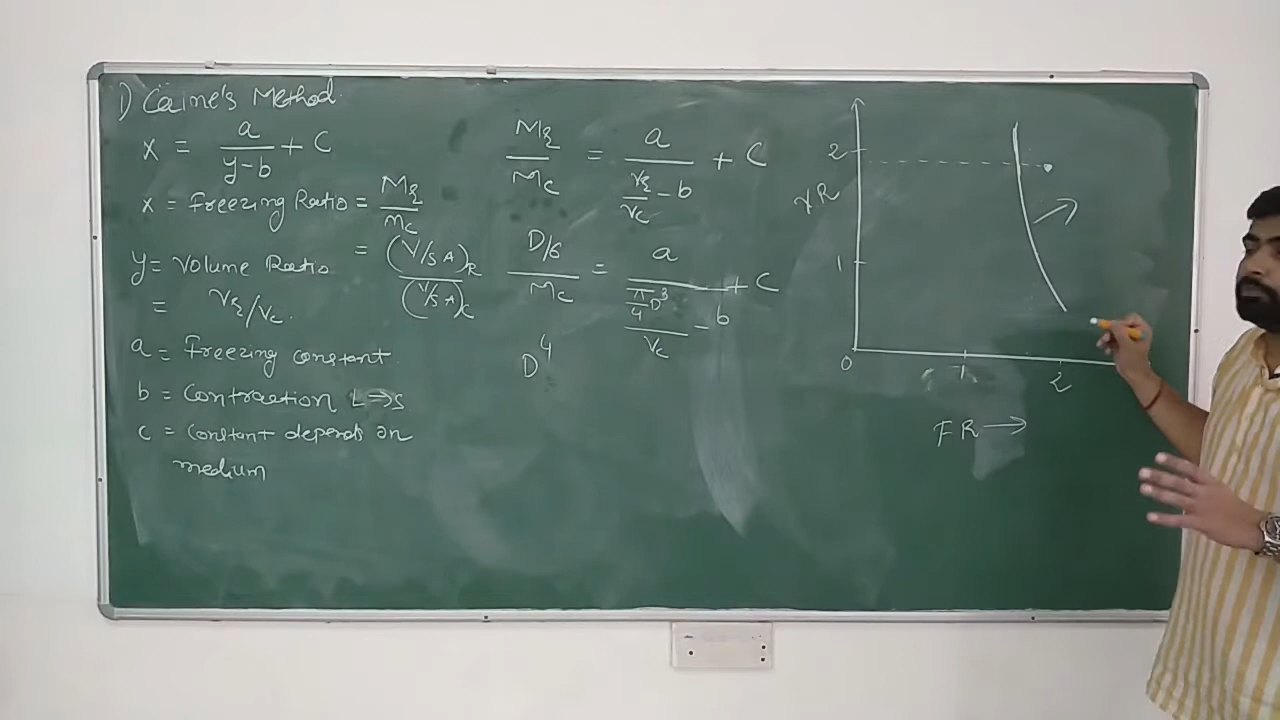 1) Caine's Method
x = a / (y-b) + C
x = Freezing Ratio = MR / mc
= (V/SA)R / (V/SA)C
y = Volume Ratio
= VR/Vc.
a = Freezing constant
b = Contraction L ⇒ S
c = Constant depends on
medium
MR / Mc = a / (VR/Vc - b) + C
D/6 / Mc = a / (π/4 D³ / Vc - b) + C
D⁴
2
VR
1
0 1 2
FR →